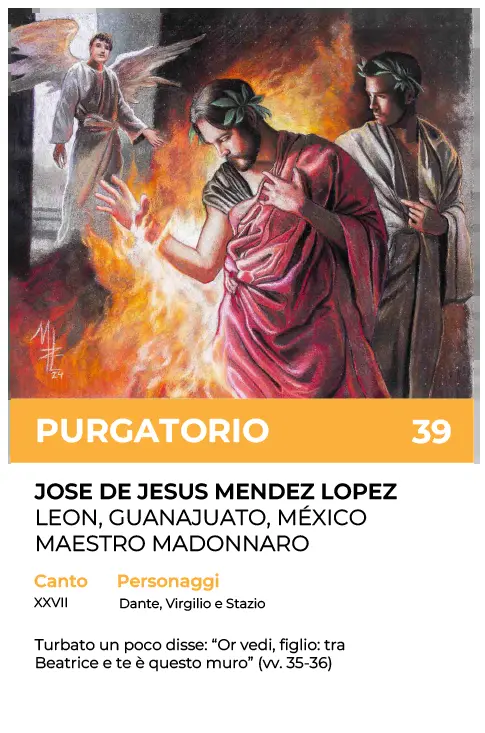 PURGATORIO 39
JOSE DE JESUS MENDEZ LOPEZ
LEON, GUANAJUATO, MÉXICO
MAESTRO MADONNARO
Canto Personaggi
XXVII Dante, Virgilio e Stazio
Turbato un poco disse: “Or vedi, figlio: tra
Beatrice e te è questo muro” (vv. 35-36)